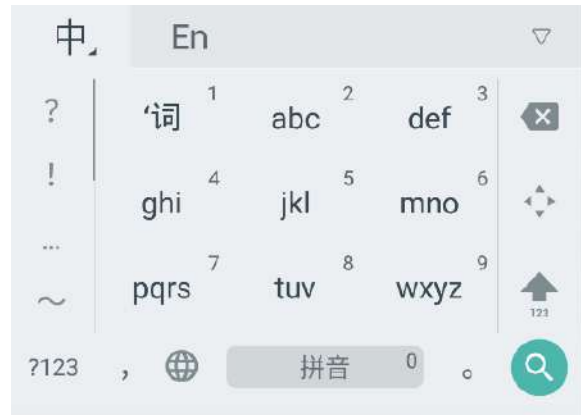 中 En
? ‘词 1 abc 2 def 3
! ghi 4 jkl 5 mno 6
...
～ pqrs 7 tuv 8 wxyz 9
123
?123 , 拼音 0 。